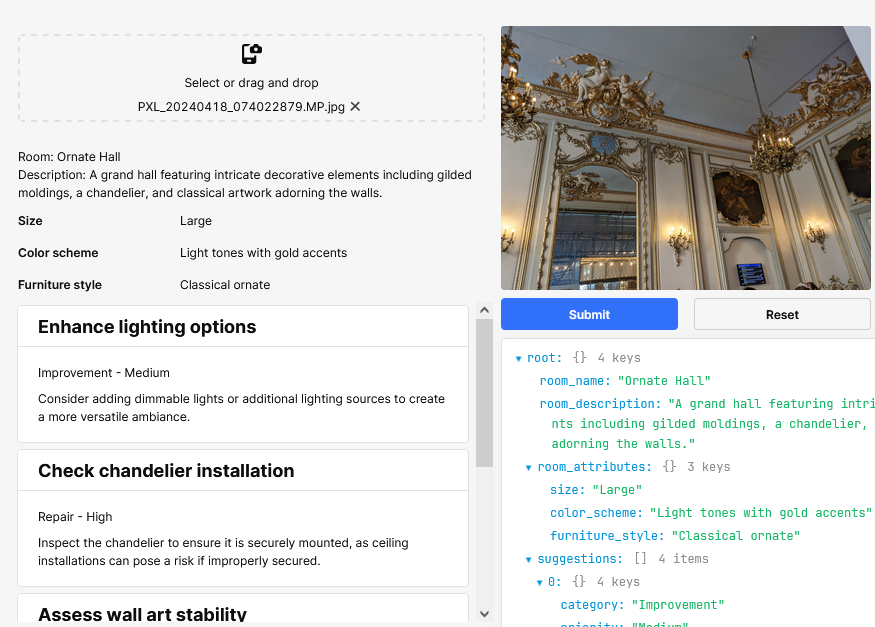 Select or drag and drop
PXL_20240418_074022879.MP.jpg ✕
Room: Ornate Hall
Description: A grand hall featuring intricate decorative elements including gilded
moldings, a chandelier, and classical artwork adorning the walls.
Size Large
Color scheme Light tones with gold accents
Furniture style Classical ornate
Enhance lighting options
Improvement - Medium
Consider adding dimmable lights or additional lighting sources to create
a more versatile ambiance.
Check chandelier installation
Repair - High
Inspect the chandelier to ensure it is securely mounted, as ceiling
installations can pose a risk if improperly secured.
Assess wall art stability
Submit Reset
root: {} 4 keys
room_name: "Ornate Hall"
room_description: "A grand hall featuring intri
nts including gilded moldings, a chandelier,
adorning the walls."
room_attributes: {} 3 keys
size: "Large"
color_scheme: "Light tones with gold accents"
furniture_style: "Classical ornate"
suggestions: [] 4 items
0: {} 4 keys
category: "Improvement"
priority: "Medium"